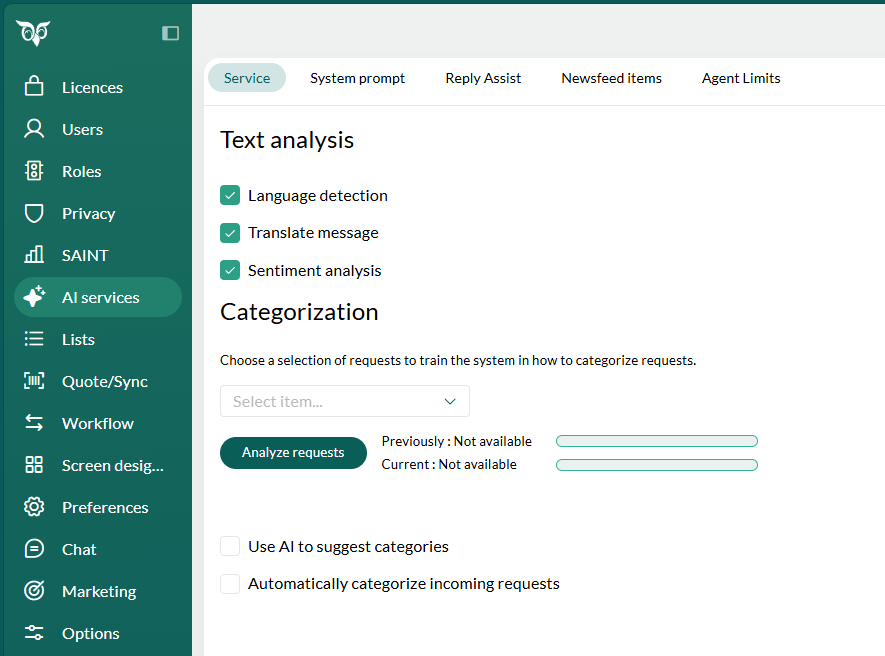 Licences
Users
Roles
Privacy
SAINT
AI services
Lists
Quote/Sync
Workflow
Screen desig...
Preferences
Chat
Marketing
Options
Service System prompt Reply Assist Newsfeed items Agent Limits
Text analysis
Language detection
Translate message
Sentiment analysis
Categorization
Choose a selection of requests to train the system in how to categorize requests.
Select item...
Analyze requests
Previously : Not available
Current : Not available
Use AI to suggest categories
Automatically categorize incoming requests